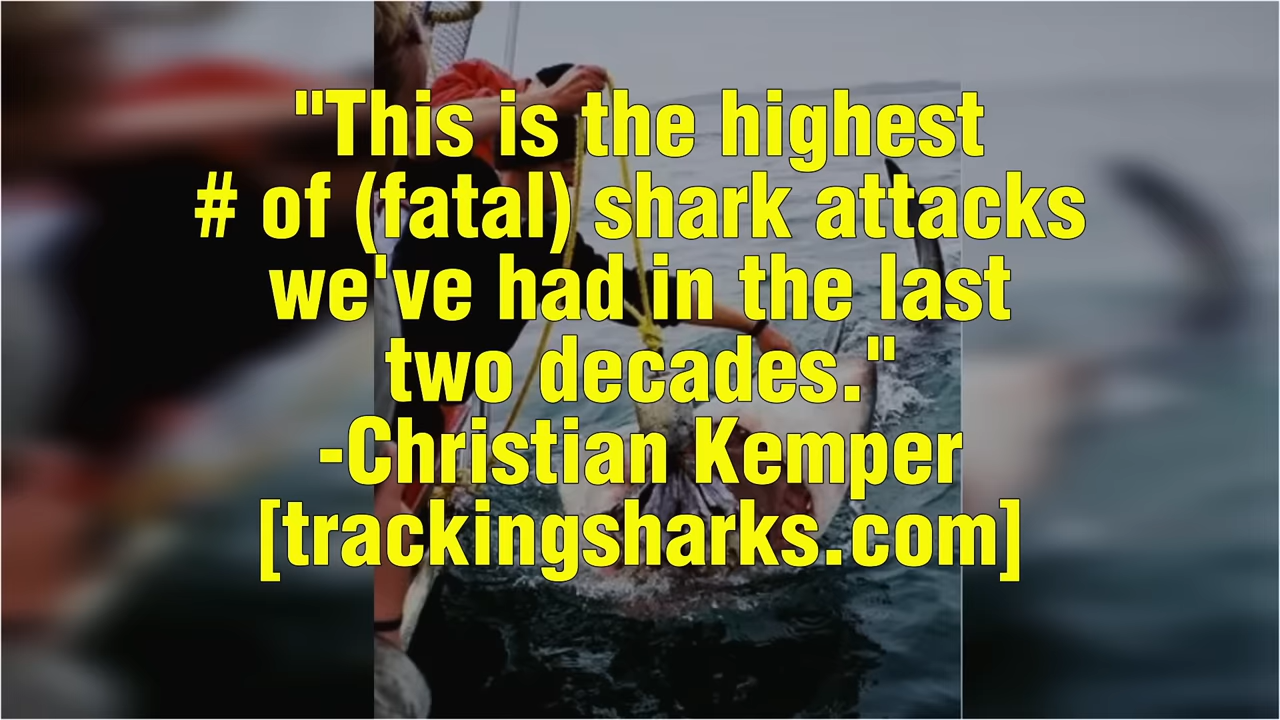 "This is the highest
# of (fatal) shark attacks
we've had in the last
two decades."
-Christian Kemper
[trackingsharks.com]